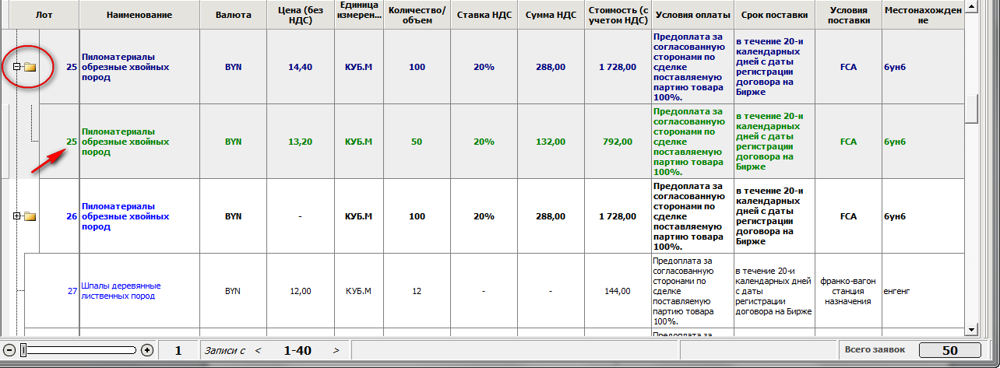 Лот Наименование Валюта Цена (без НДС) Единица измерен... Количество/ объем Ставка НДС Сумма НДС Стоимость (с учетом НДС) Условия оплаты Срок поставки Условия поставки Местонахожден ие
25 Пиломатериалы обрезные хвойных пород BYN 14,40 КУБ.М 100 20% 288,00 1 728,00 Предоплата за согласованную сторонами по сделке поставляемую партию товара 100%. в течение 20-и календарных дней с даты регистрации договора на Бирже FCA бунб
25 Пиломатериалы обрезные хвойных пород BYN 13,20 КУБ.М 50 20% 132,00 792,00 Предоплата за согласованную сторонами по сделке поставляемую партию товара 100%. в течение 20-и календарных дней с даты регистрации договора на Бирже FCA бунб
26 Пиломатериалы обрезные хвойных пород BYN - КУБ.М 100 20% 288,00 1 728,00 Предоплата за согласованную сторонами по сделке поставляемую партию товара 100%. в течение 20-и календарных дней с даты регистрации договора на Бирже FCA бунб
27 Шпалы деревянные лиственных пород BYN 12,00 КУБ.М 12 - - 144,00 Предоплата за согласованную сторонами по сделке поставляемую партию товара 100%. в течение 20-и календарных дней с даты регистрации договора на Бирже франко-вагон станция назначения енгенг
Предоплата за
1 Записи с < 1-40 > Всего заявок 50